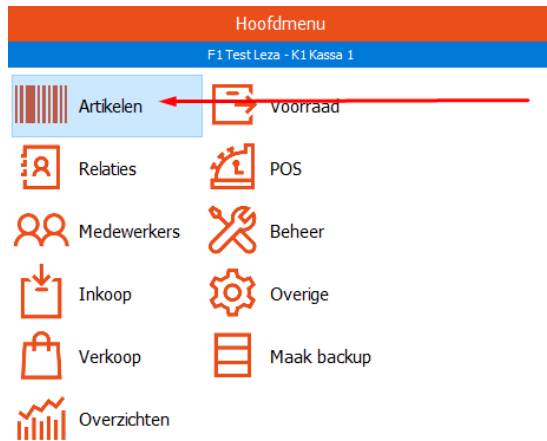 Hoofdmenu
F1 Test Leza - K1 Kassa 1
Artikelen
Voorraad
Relaties
POS
Medewerkers
Beheer
Inkoop
Overige
Verkoop
Maak backup
Overzichten